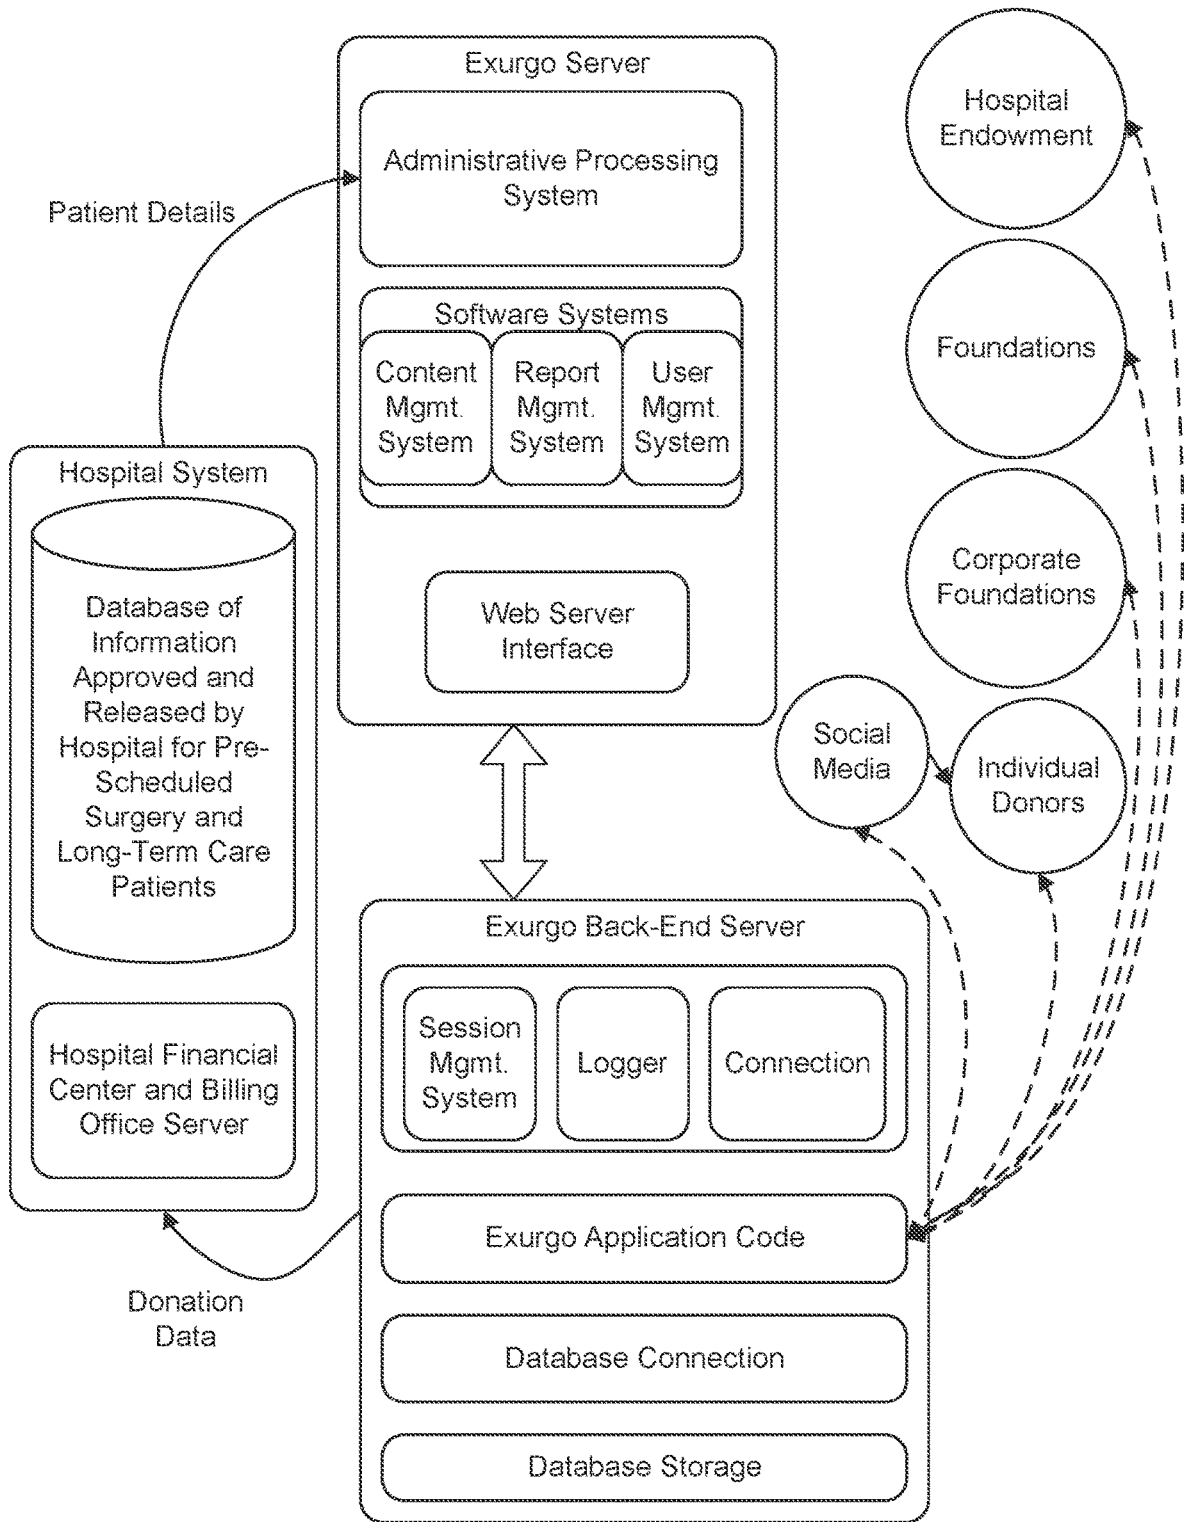 Exurgo Server
Administrative Processing
System
Patient Details
Software Systems
Content
Mgmt.
System
Report
Mgmt.
System
User
Mgmt.
System
Web Server
Interface
Hospital System
Database of
Information
Approved and
Released by
Hospital for Pre-
Scheduled
Surgery and
Long-Term Care
Patients
Hospital Financial
Center and Billing
Office Server
Donation
Data
Hospital
Endowment
Foundations
Corporate
Foundations
Social
Media
Individual
Donors
Exurgo Back-End Server
Session
Mgmt.
System
Logger
Connection
Exurgo Application Code
Database Connection
Database Storage